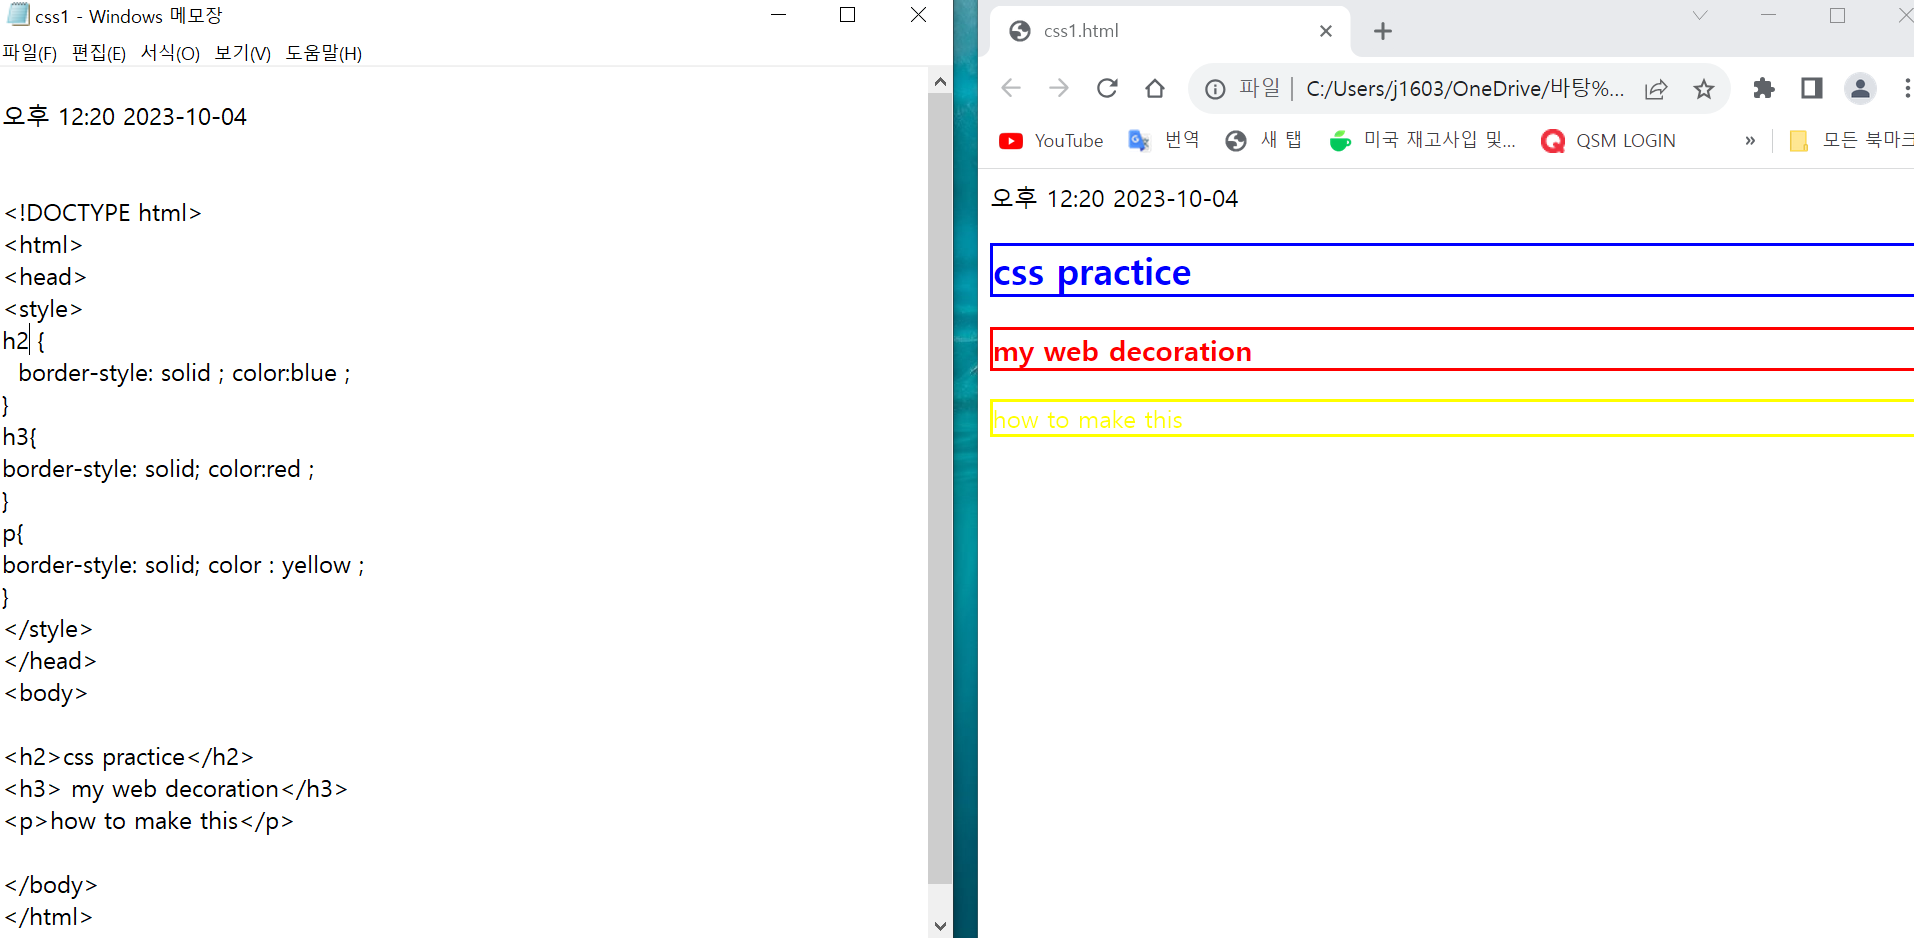 css1 - Windows 메모장
파일(F) 편집(E) 서식(O) 보기(V) 도움말(H)
오후 12:20 2023-10-04
<!DOCTYPE html>
<html>
<head>
<style>
h2 {
border-style: solid ; color:blue ;
}
h3{
border-style: solid; color:red ;
}
p{
border-style: solid; color : yellow ;
}
</style>
</head>
<body>
<h2>css practice</h2>
<h3> my web decoration</h3>
<p>how to make this</p>
</body>
</html>
css1.html
파일 | C:/Users/j1603/OneDrive/바탕%...
YouTube 번역 새 탭 미국 재고사입 및... QSM LOGIN » 모든 북마크
오후 12:20 2023-10-04
css practice
my web decoration
how to make this